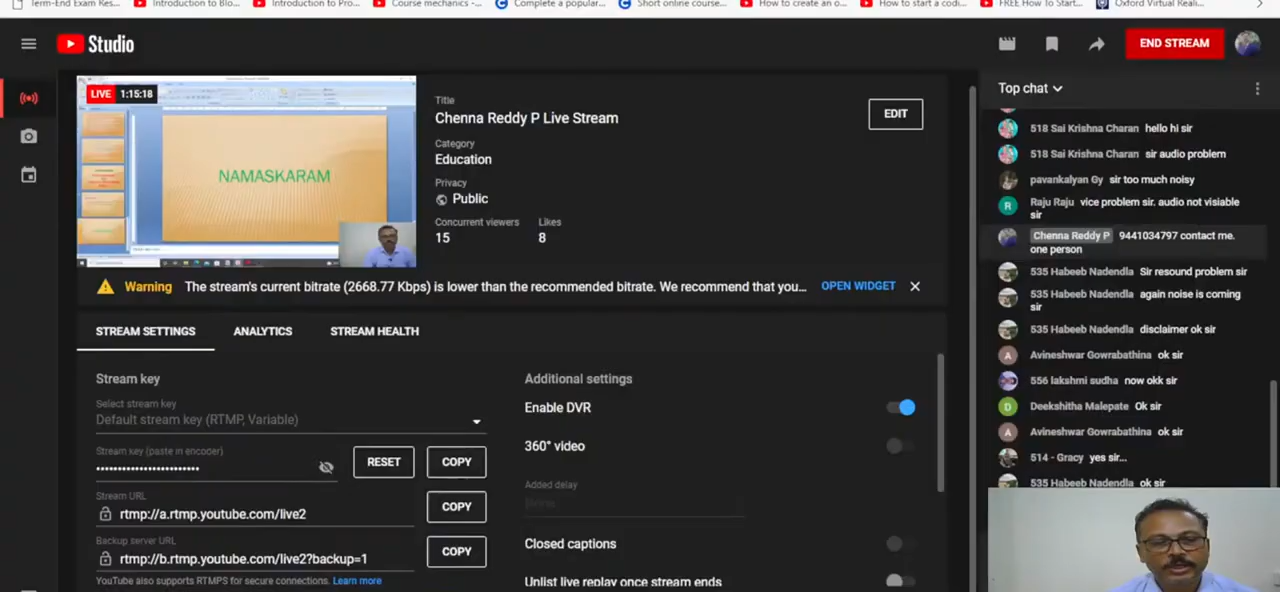 Term-End Exam Res...
Introduction to Blo...
Introduction to Pro...
Course mechanics -...
Complete a popular...
Short online course...
How to create an o...
How to start a codi...
FREE How To Start...
Oxford Virtual Reali...
Studio
END STREAM
LIVE 1:15:18
NAMASKARAM
Title
Chenna Reddy P Live Stream
EDIT
Category
Education
Privacy
Public
Concurrent viewers
Likes
15
8
Warning The stream's current bitrate (2668.77 Kbps) is lower than the recommended bitrate. We recommend that you... OPEN WIDGET
STREAM SETTINGS
ANALYTICS
STREAM HEALTH
Stream key
Select stream key
Default stream key (RTMP, Variable)
Stream key (paste in encoder)
••••••••••••••••••••••••
RESET
COPY
Stream URL
rtmp://a.rtmp.youtube.com/live2
COPY
Backup server URL
rtmp://b.rtmp.youtube.com/live2?backup=1
COPY
YouTube also supports RTMPS for secure connections. Learn more
Additional settings
Enable DVR
360° video
Added delay
None
Closed captions
Unlist live replay once stream ends
Top chat
518 Sai Krishna Charan hello hi sir
518 Sai Krishna Charan sir audio problem
pavankalyan Gy sir too much noisy
R Raju Raju vice problem sir. audio not visiable
sir
Chenna Reddy P 9441034797 contact me.
one person
535 Habeeb Nadendla Sir resound problem sir
535 Habeeb Nadendla again noise is coming
sir
535 Habeeb Nadendla disclaimer ok sir
A Avineshwar Gowrabathina ok sir
556 lakshmi sudha now okk sir
D Deekshitha Malepate Ok sir
A Avineshwar Gowrabathina ok sir
514 - Gracy yes sir...
535 Habeeb Nadendla ok sir